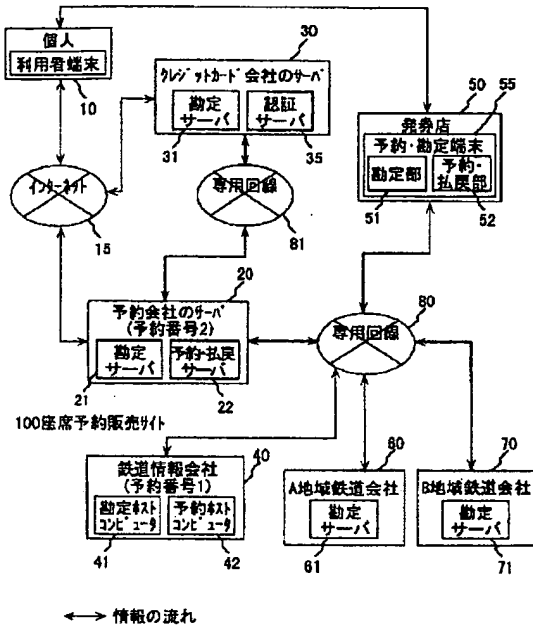 個人
利用者端末
10
30
クレジットカード会社のサーバ
勘定
サーバ
31
認証
サーバ
35
50
55
発券店
予約・勘定端末
勘定部
予約・
払戻部
51
52
インターネット
15
専用回線
81
20
予約会社のサーバ
(予約番号2)
勘定
サーバ
予約・払戻
サーバ
21
22
専用回線
80
100座席予約販売サイト
鉄道情報会社
(予約番号1)
40
勘定ホスト
コンピュータ
予約ホスト
コンピュータ
41
42
60
A地域鉄道会社
勘定
サーバ
61
70
B地域鉄道会社
勘定
サーバ
71
情報の流れ